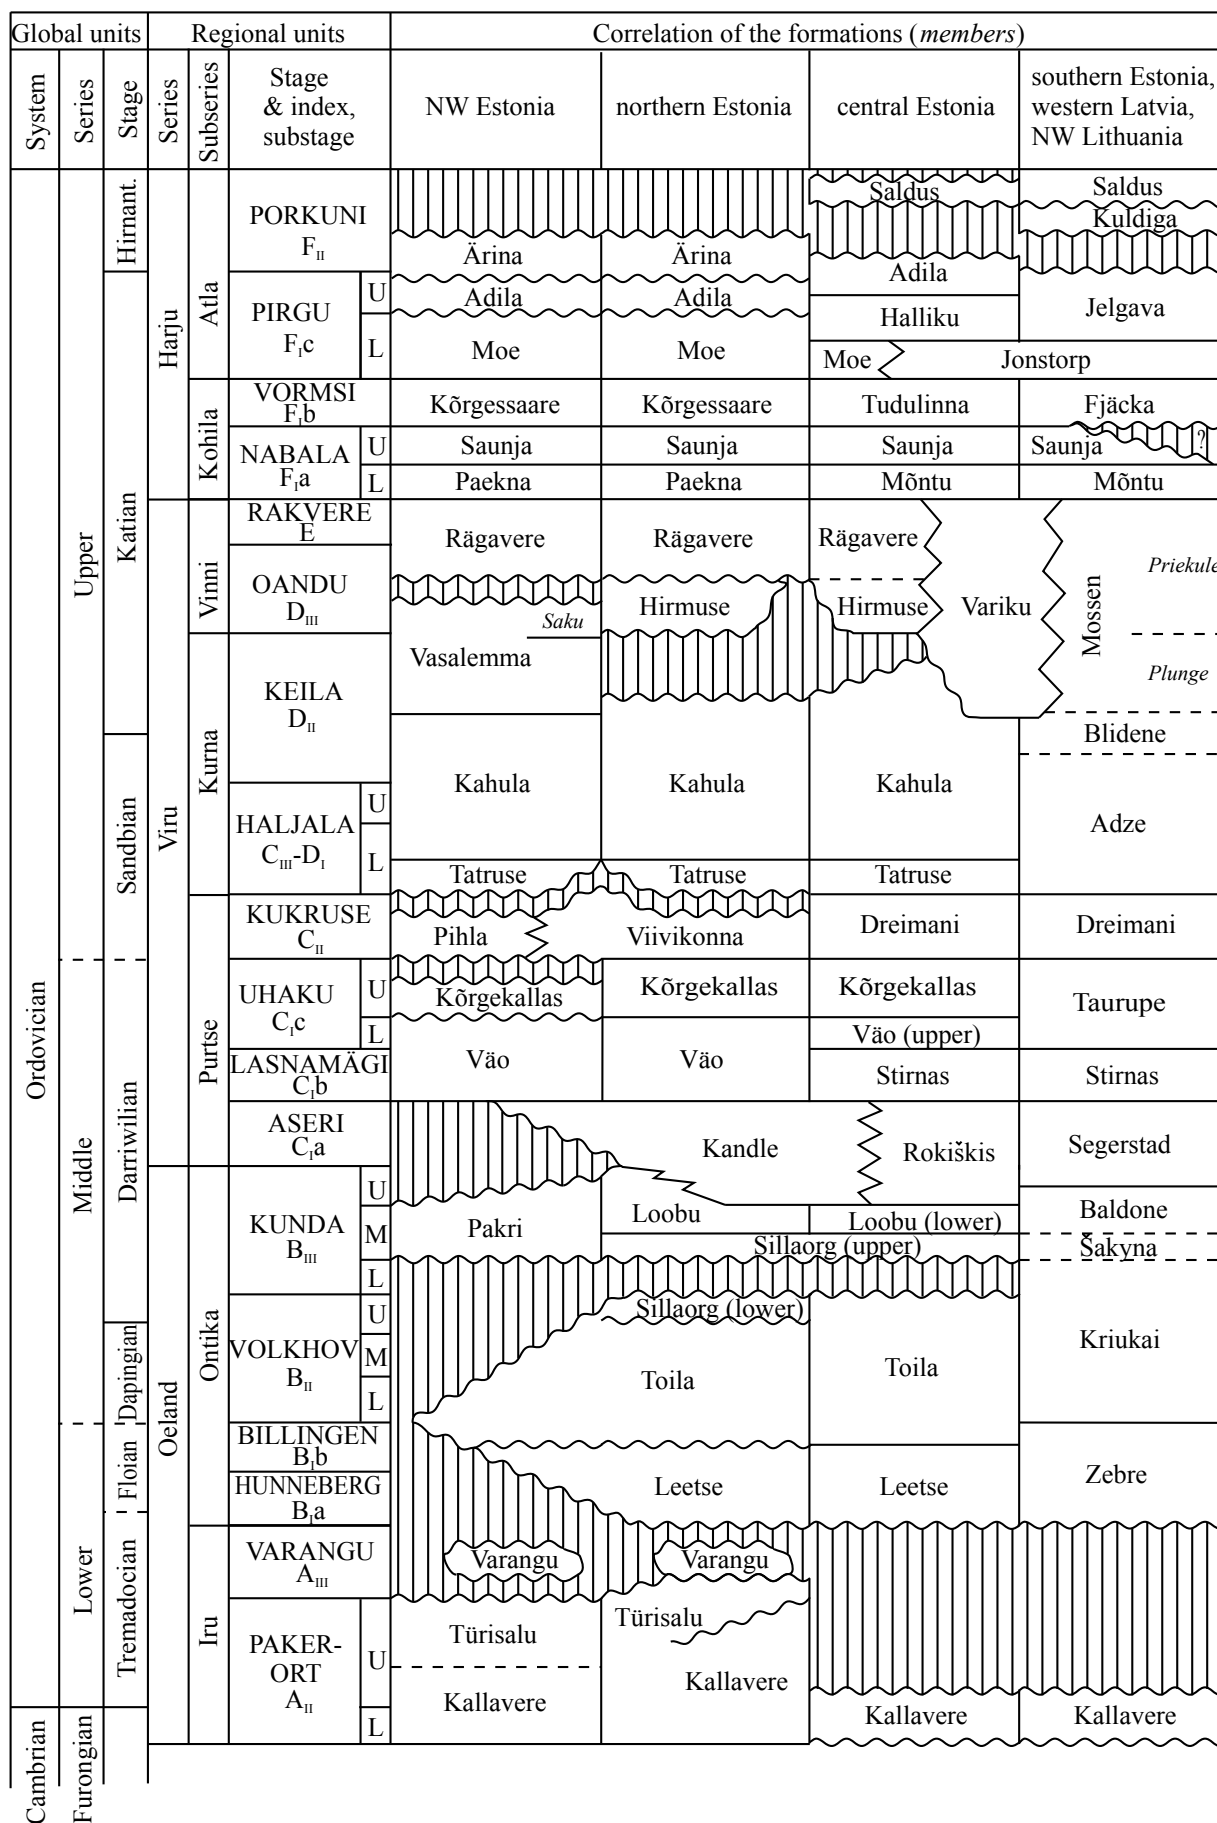 Global units
Regional units
Correlation of the formations (members)
System
Series
Stage
Series
Subseries
Stage
& index,
substage
NW Estonia
northern Estonia
central Estonia
southern Estonia,
western Latvia,
NW Lithuania
Ordovician
Cambrian
Upper
Middle
Lower
Furongian
Hirnant.
Katian
Sandbian
Darriwilian
Dapingian
Floian
Tremadocian
Harju
Viru
Oeland
Atla
Kohila
Vinni
Kurna
Purtse
Ontika
Iru
PORKUNI
F II
Saldus
Saldus
Kuldiga
Ärina
Ärina
Adila
PIRGU
F I c
U
L
Adila
Adila
Halliku
Jelgava
Moe
Moe
Moe
Jonstorp
VORMSI
F I b
Kõrgessaare
Kõrgessaare
Tudulinna
Fjäcka
NABALA
F I a
U
L
Saunja
Saunja
Saunja
Saunja
?
Paekna
Paekna
Mõntu
Mõntu
RAKVERE
E
Rägavere
Rägavere
Rägavere
Variku
Mossen
Priekule
OANDU
D III
Saku
Hirmuse
Hirmuse
Vasalemma
Plunge
KEILA
D II
Blidene
Kahula
Kahula
Kahula
Adze
HALJALA
C III-D I
U
L
Tatruse
Tatruse
Tatruse
KUKRUSE
C II
Pihla
Viivikonna
Dreimani
Dreimani
UHAKU
C I c
U
L
Kõrgekallas
Kõrgekallas
Kõrgekallas
Taurupe
Väo (upper)
LASNAMÄGI
C I b
Väo
Väo
Stirnas
Stirnas
ASERI
C I a
Kandle
Rokiškis
Segerstad
KUNDA
B III
U
M
L
Pakri
Loobu
Loobu (lower)
Baldone
Sillaorg (upper)
Šakyna
VOLKHOV
B II
U
M
L
Sillaorg (lower)
Toila
Toila
Kriukai
BILLINGEN
B I b
HUNNEBERG
B I a
Leetse
Leetse
Zebre
VARANGU
A III
Varangu
Varangu
PAKER-
ORT
A II
U
L
Türisalu
Türisalu
Kallavere
Kallavere
Kallavere
Kallavere